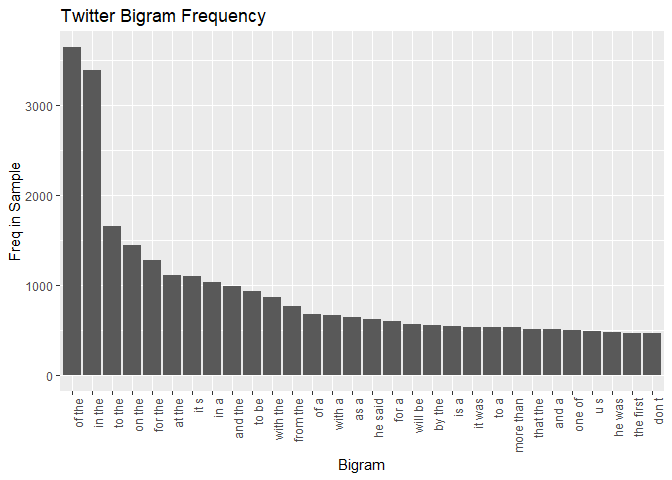 Twitter Bigram Frequency
Freq in Sample
3000
2000
1000
0
of the
in the
to the
on the
for the
at the
it s
in a
and the
to be
with the
from the
of a
with a
as a
he said
for a
will be
by the
is a
it was
to a
more than
that the
and a
one of
u s
he was
the first
don t
Bigram